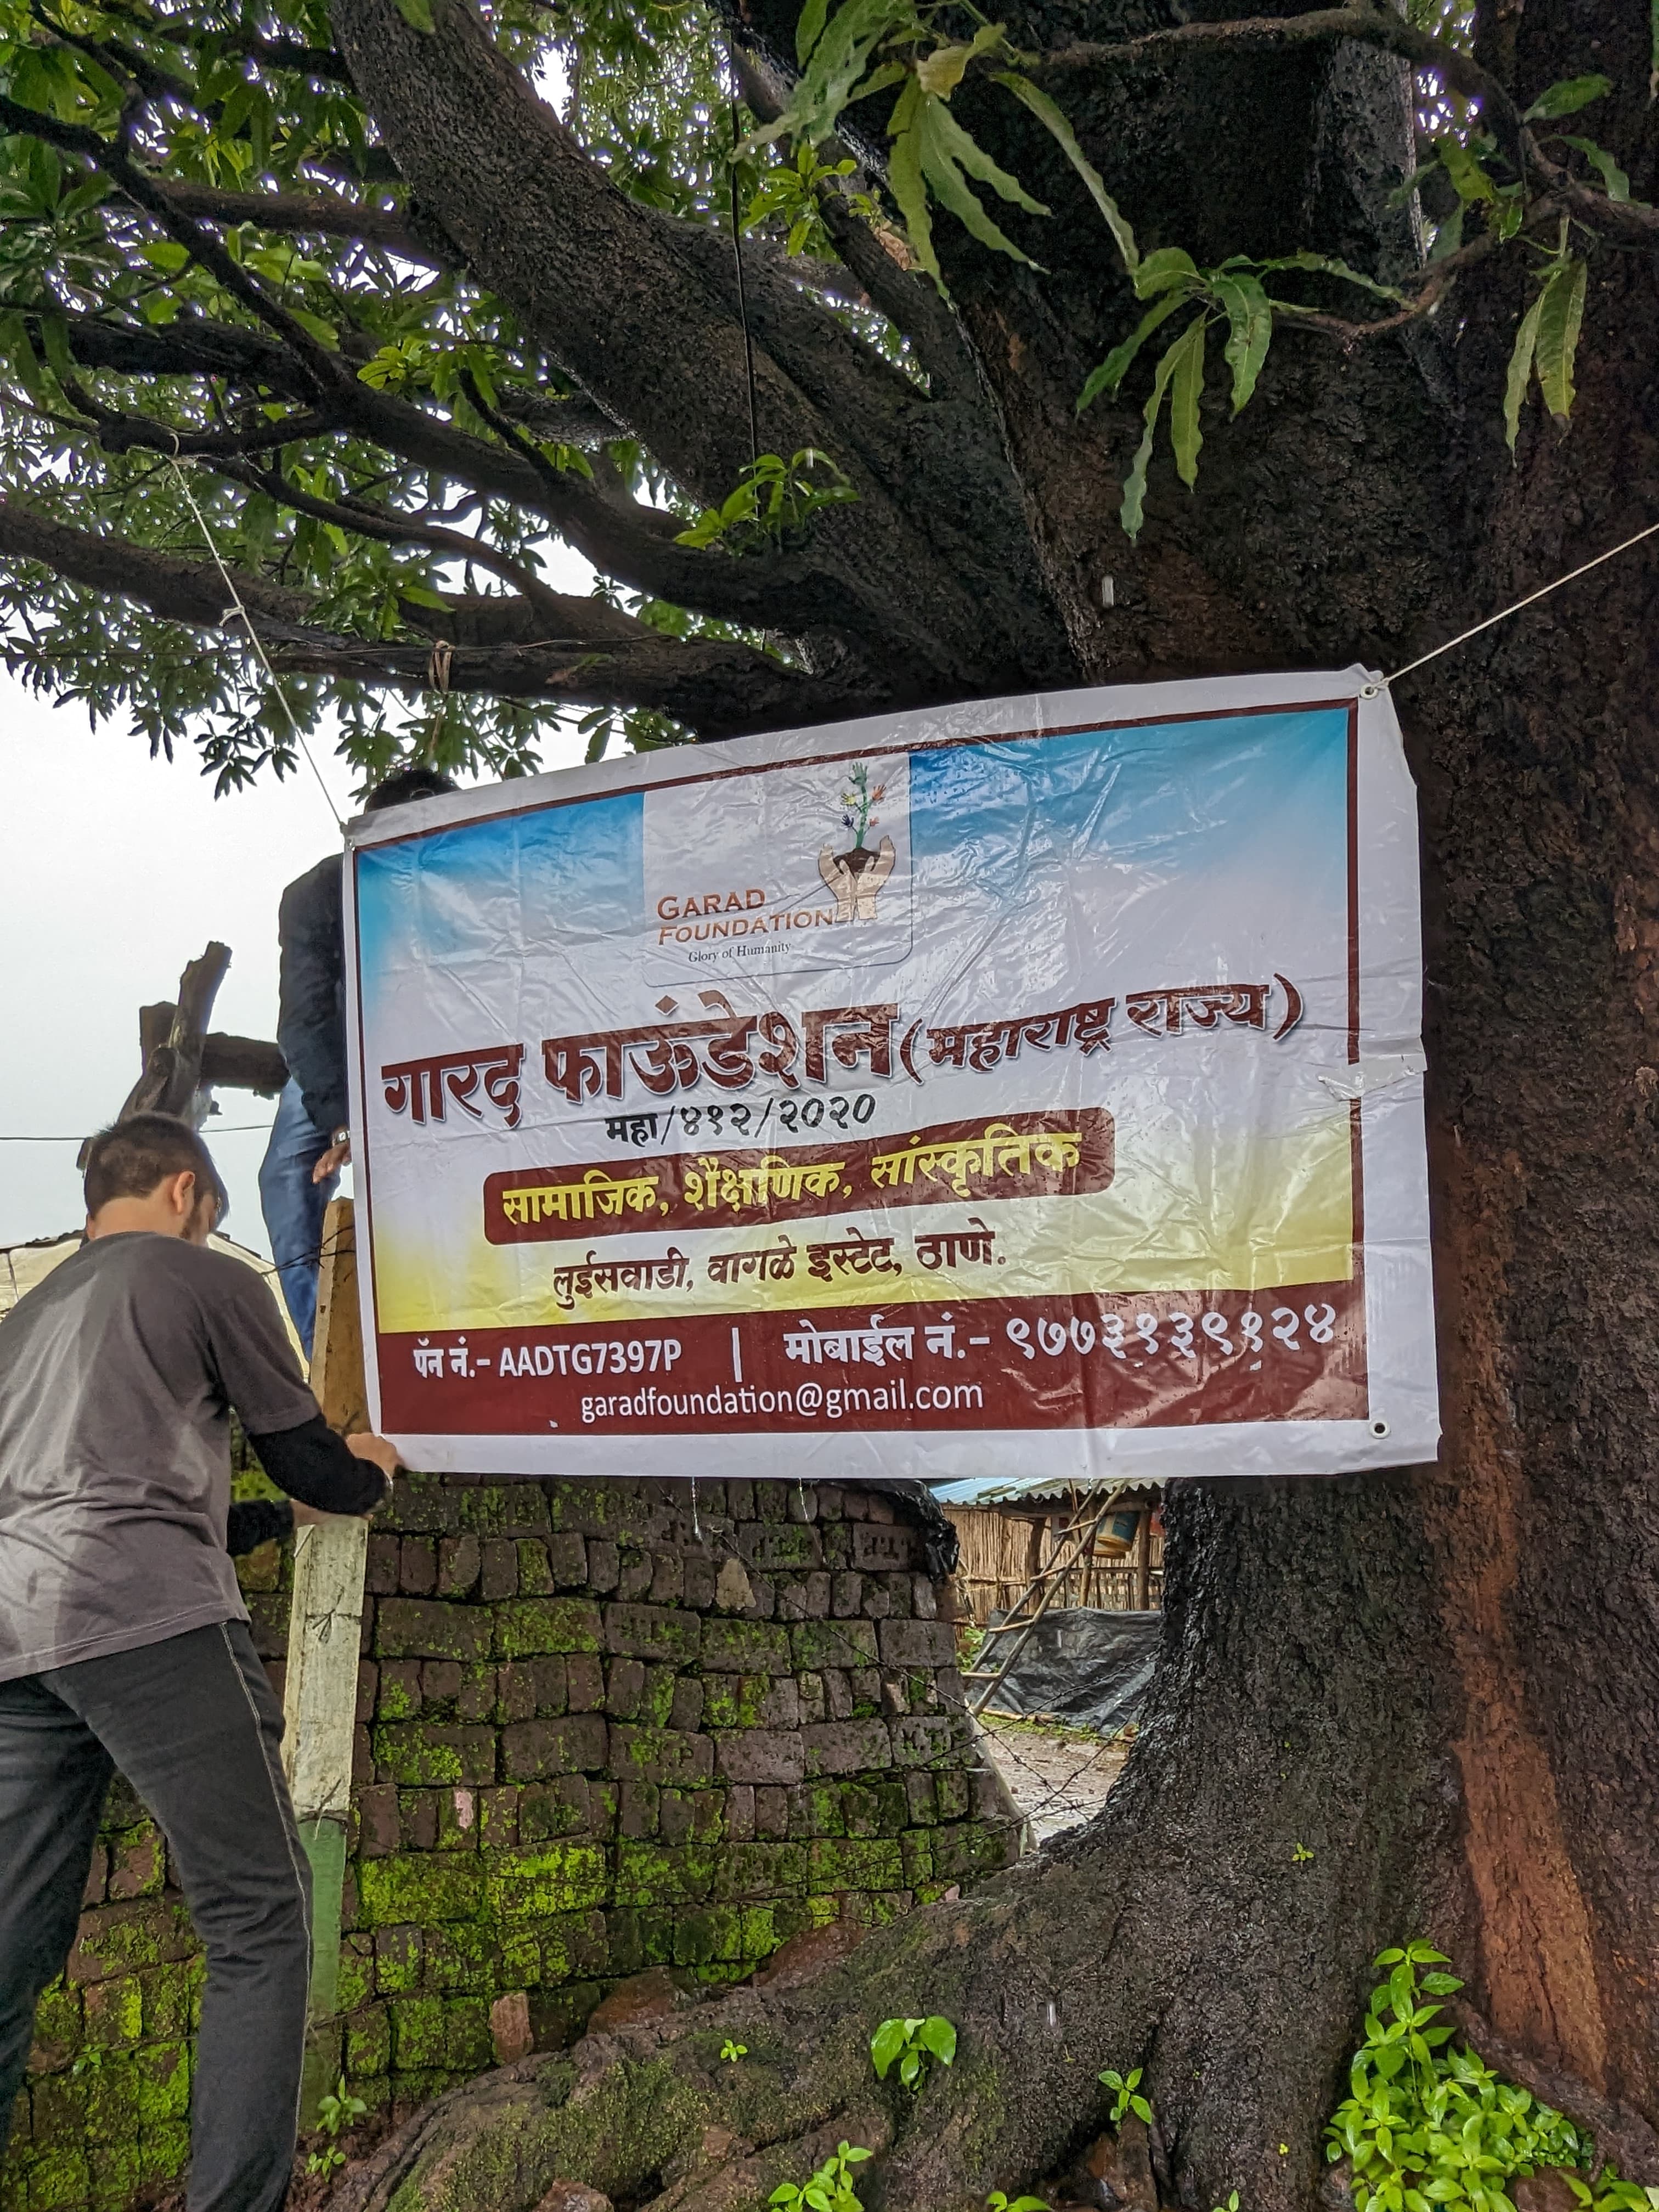 GARAD
FOUNDATION
Glory of Humanity
गारद फाऊंडेशन (महाराष्ट्र राज्य)
महा/४१२/२०२०
सामाजिक, शैक्षणिक, सांस्कृतिक
लुईसवाडी, वागळे इस्टेट, ठाणे.
पॅन नं.- AADTG7397P | मोबाईल नं.- ९७७३१३९१२४
garadfoundation@gmail.com